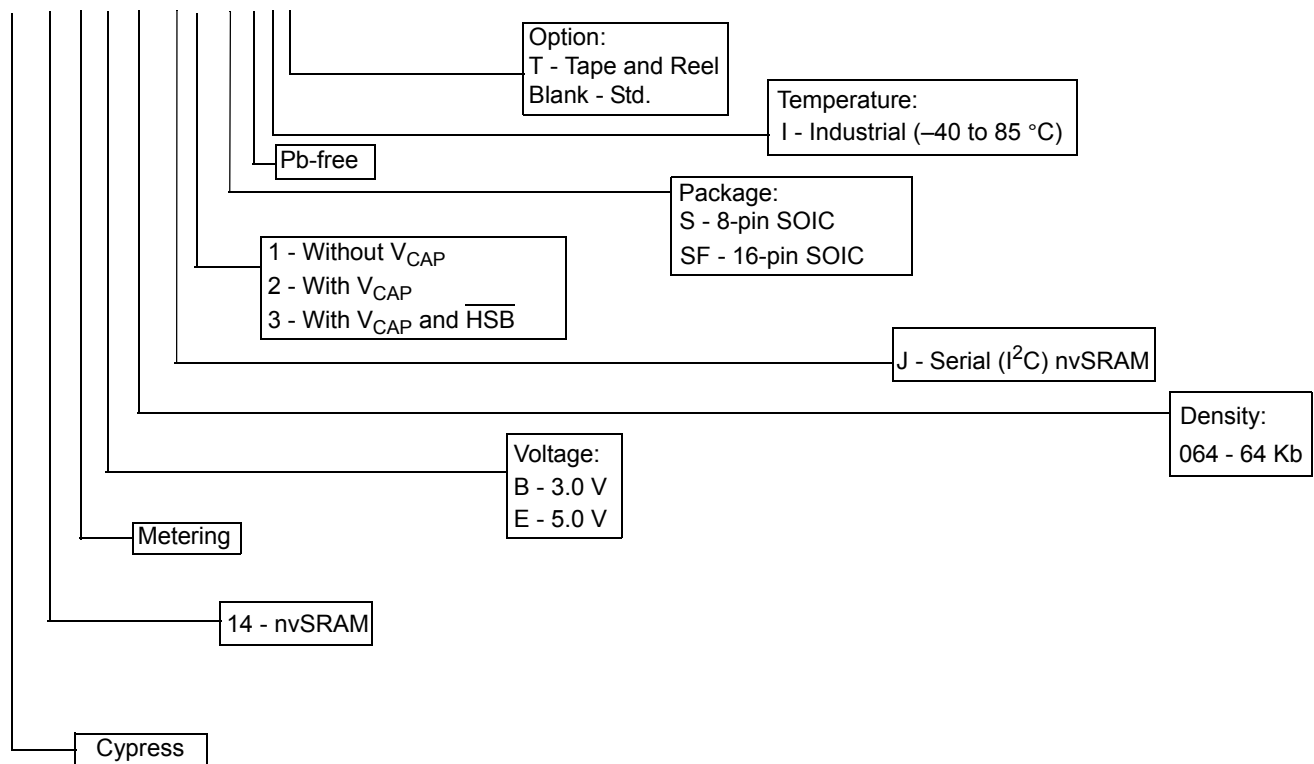 Option:
T - Tape and Reel
Blank - Std.
Temperature:
I - Industrial (–40 to 85 °C)
Pb-free
Package:
S - 8-pin SOIC
SF - 16-pin SOIC
1 - Without VCAP
2 - With VCAP
3 - With VCAP and HSB
J - Serial (I2C) nvSRAM
Density:
064 - 64 Kb
Voltage:
B - 3.0 V
E - 5.0 V
Metering
14 - nvSRAM
Cypress